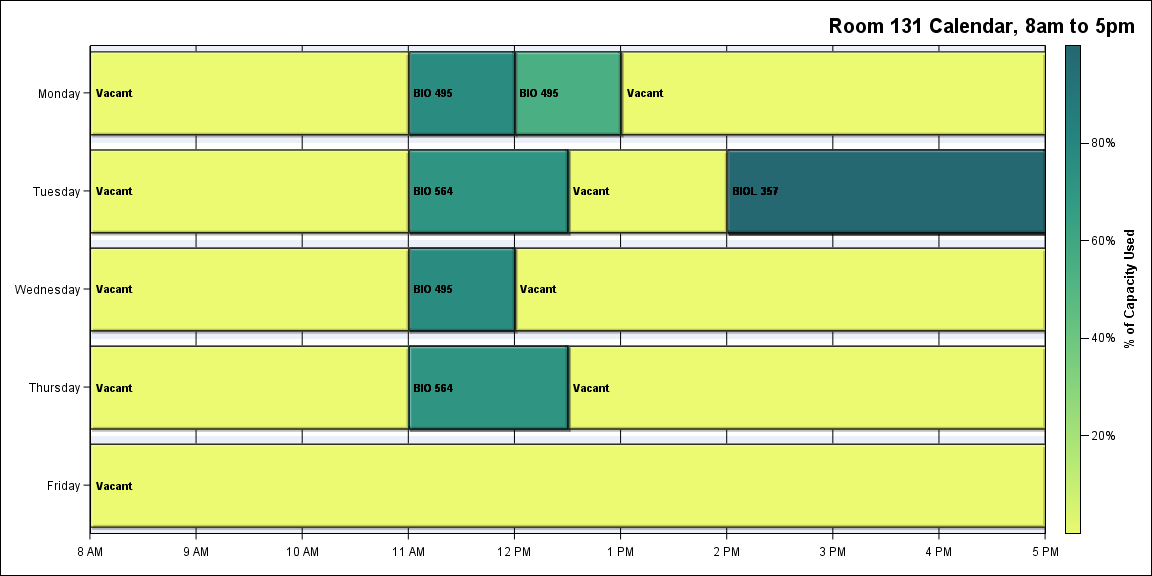 Room 131 Calendar, 8am to 5pm
Monday
Vacant
BIO 495
BIO 495
Vacant
Tuesday
Vacant
BIO 564
Vacant
BIOL 357
Wednesday
Vacant
BIO 495
Vacant
Thursday
Vacant
BIO 564
Vacant
Friday
Vacant
8 AM
9 AM
10 AM
11 AM
12 PM
1 PM
2 PM
3 PM
4 PM
5 PM
80%
60%
40%
20%
% of Capacity Used